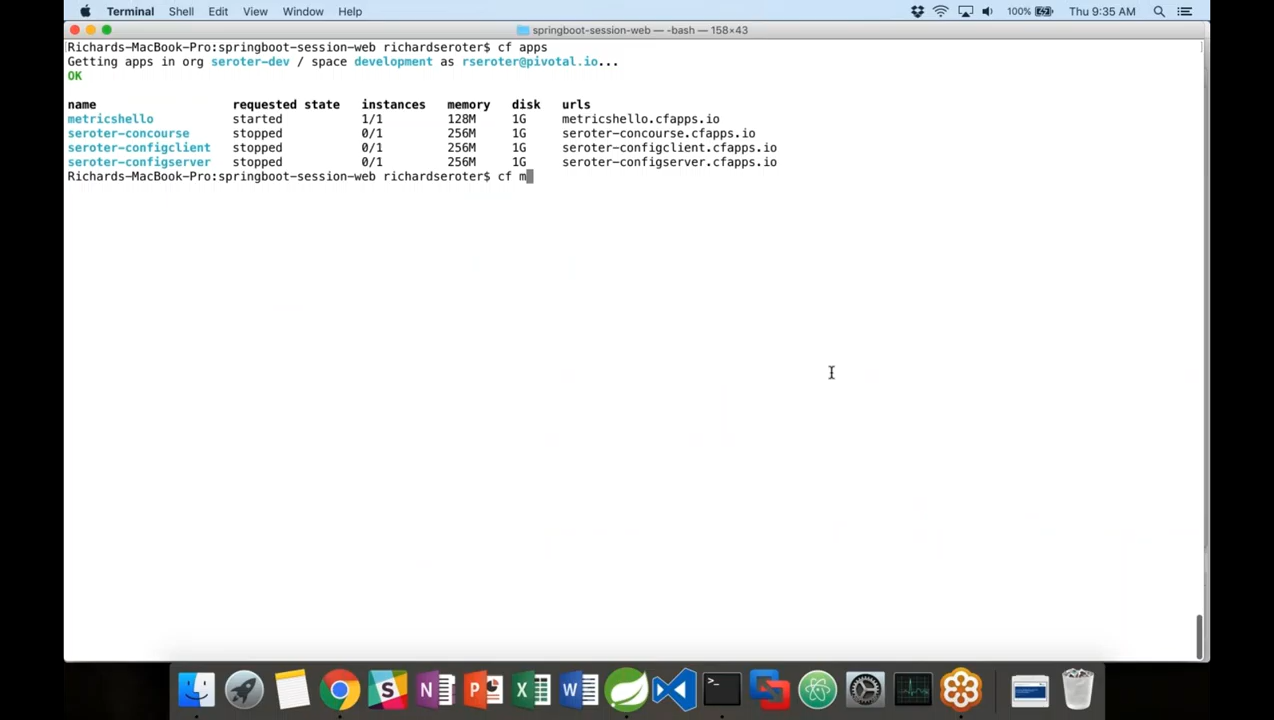 Terminal Shell Edit View Window Help 100% Thu 9:35 AM
springboot-session-web — -bash — 158×43
Richards-MacBook-Pro:springboot-session-web richardseroter$ cf apps
Getting apps in org seroter-dev / space development as rseroter@pivotal.io...
OK
name requested state instances memory disk urls
metricshello started 1/1 128M 1G metricshello.cfapps.io
seroter-concourse stopped 0/1 256M 1G seroter-concourse.cfapps.io
seroter-configclient stopped 0/1 256M 1G seroter-configclient.cfapps.io
seroter-configserver stopped 0/1 256M 1G seroter-configserver.cfapps.io
Richards-MacBook-Pro:springboot-session-web richardseroter$ cf m